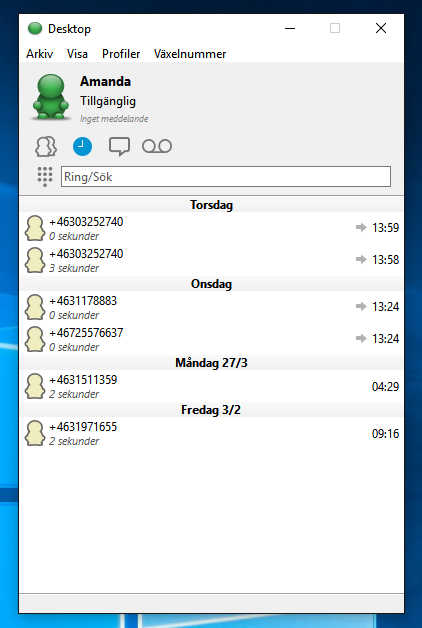 Desktop
Arkiv Visa Profiler Växelnummer
Amanda
Tillgänglig
Inget meddelande
Ring/Sök
Torsdag
+46303252740 13:59
0 sekunder
+46303252740 13:58
3 sekunder
Onsdag
+4631178883 13:24
0 sekunder
+46725576637 13:24
0 sekunder
Måndag 27/3
+4631511359 04:29
2 sekunder
Fredag 3/2
+4631971655 09:16
2 sekunder